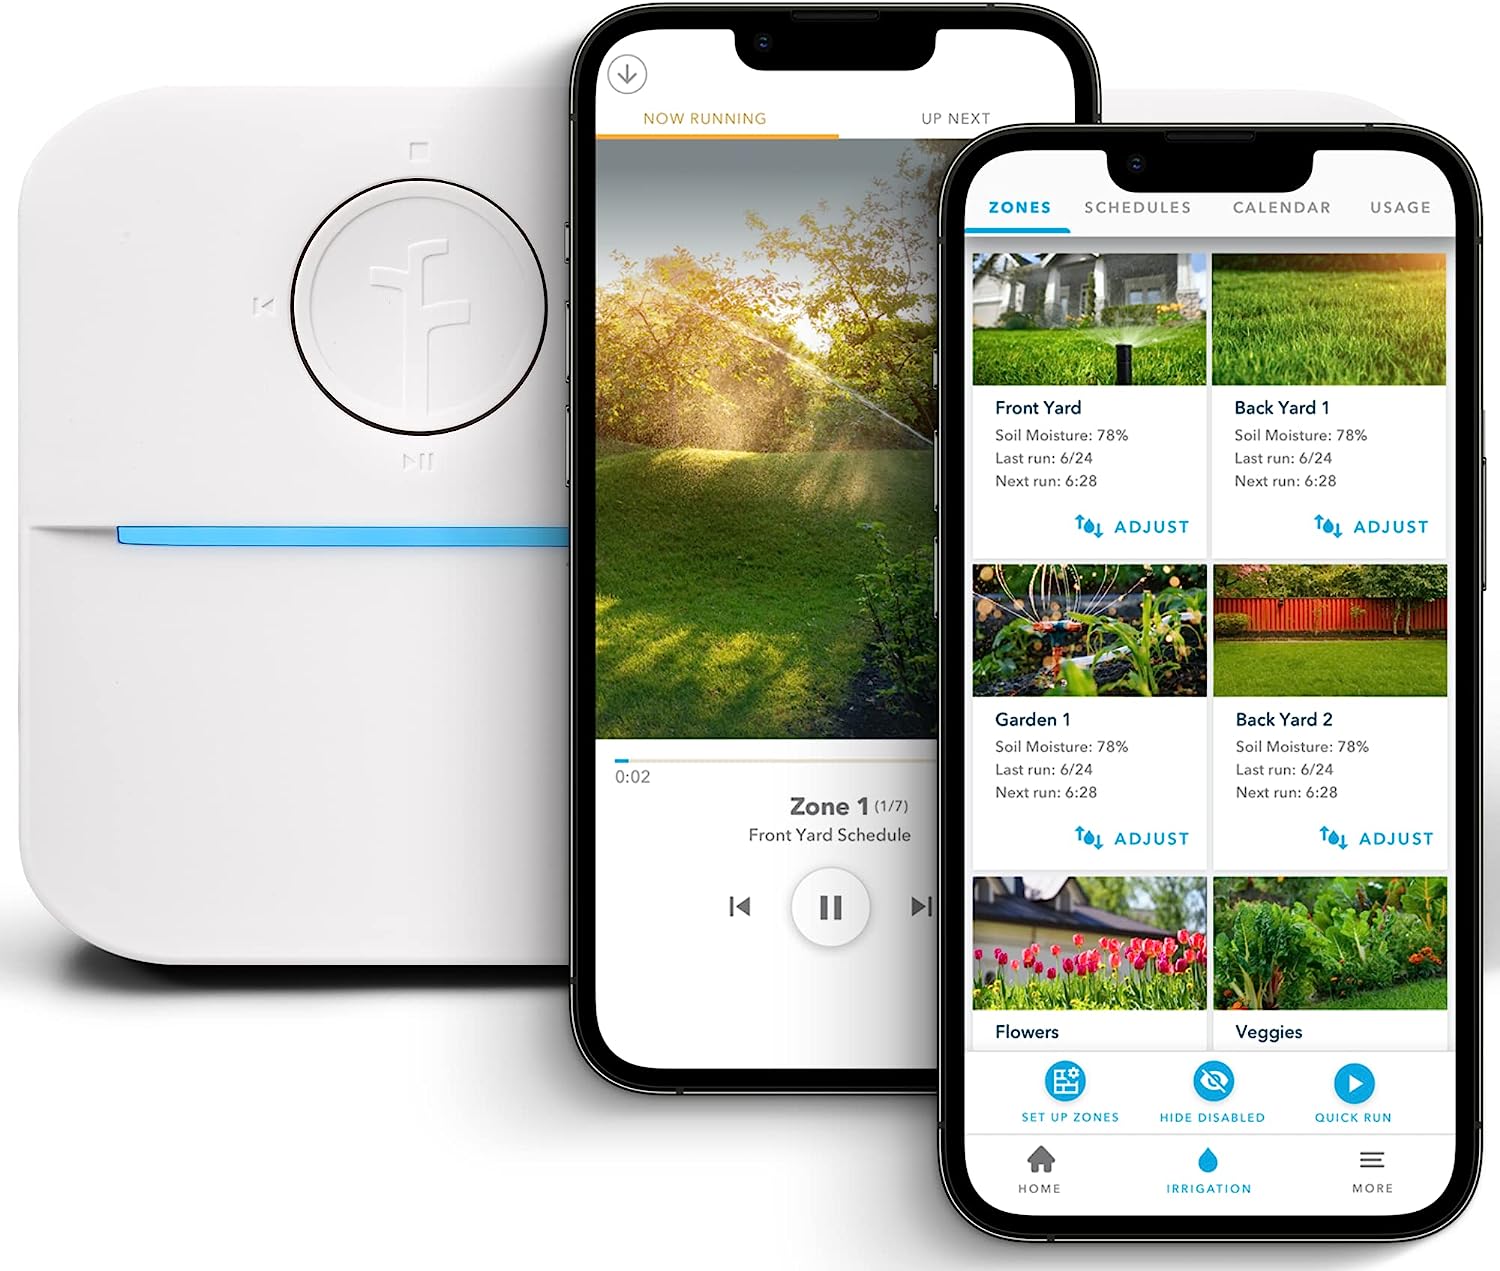 NOW RUNNING
UP NEXT
0:02
Zone 1 (1/7)
Front Yard Schedule
ZONES
SCHEDULES
CALENDAR
USAGE
Front Yard
Soil Moisture: 78%
Last run: 6/24
Next run: 6:28
ADJUST
Back Yard 1
Soil Moisture: 78%
Last run: 6/24
Next run: 6:28
ADJUST
Garden 1
Soil Moisture: 78%
Last run: 6/24
Next run: 6:28
ADJUST
Back Yard 2
Soil Moisture: 78%
Last run: 6/24
Next run: 6:28
ADJUST
Flowers
Veggies
SET UP ZONES
HIDE DISABLED
QUICK RUN
HOME
IRRIGATION
MORE